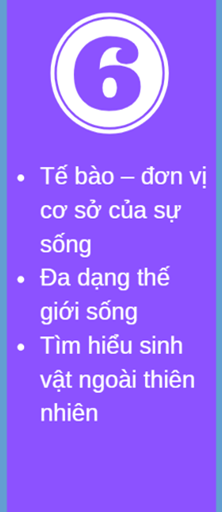 6
• Tế bào – đơn vị
cơ sở của sự
sống
• Đa dạng thế
giới sống
• Tìm hiểu sinh
vật ngoài thiên
nhiên